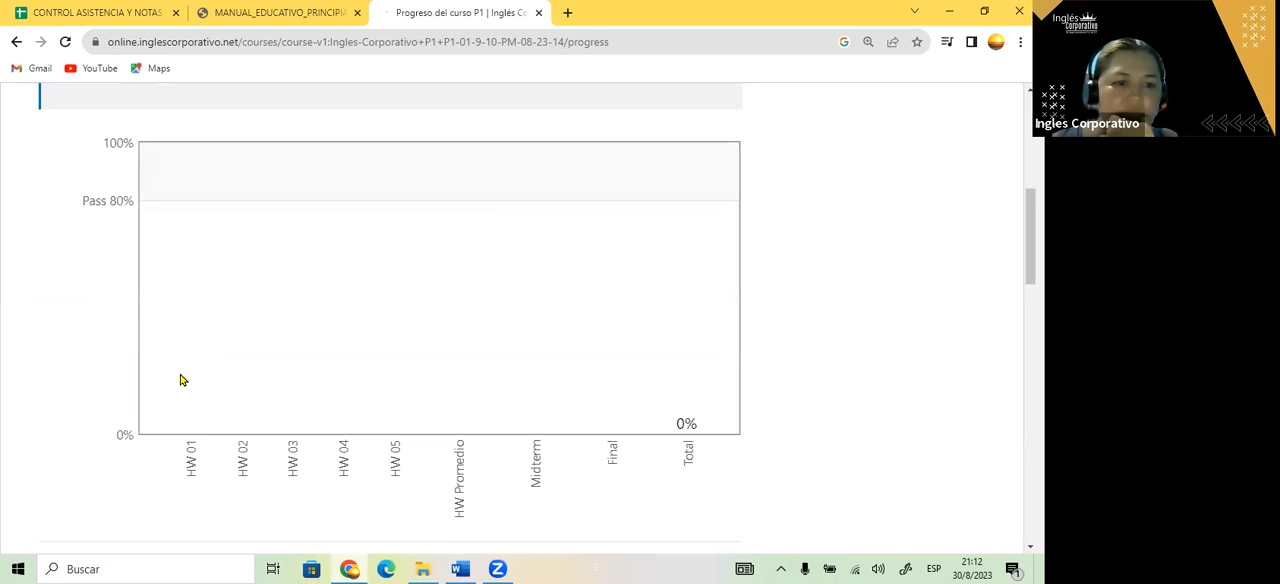 CONTROL ASISTENCIA Y NOTAS
MANUAL_EDUCATIVO_PRINCIPIA
Progreso del curso P1 | Inglés Co
online.inglescorporativo.net/courses/course-v1:Ingles-Corporativo+P1+P1-01-9-10-PM-08-23-14/progress
Gmail
YouTube
Maps
Inglés
Corporativo
Ingles Corporativo
100%
Pass 80%
0%
0%
HW 01
HW 02
HW 03
HW 04
HW 05
HW Promedio
Midterm
Final
Total
Buscar
ESP
21:12
30/8/2023
1